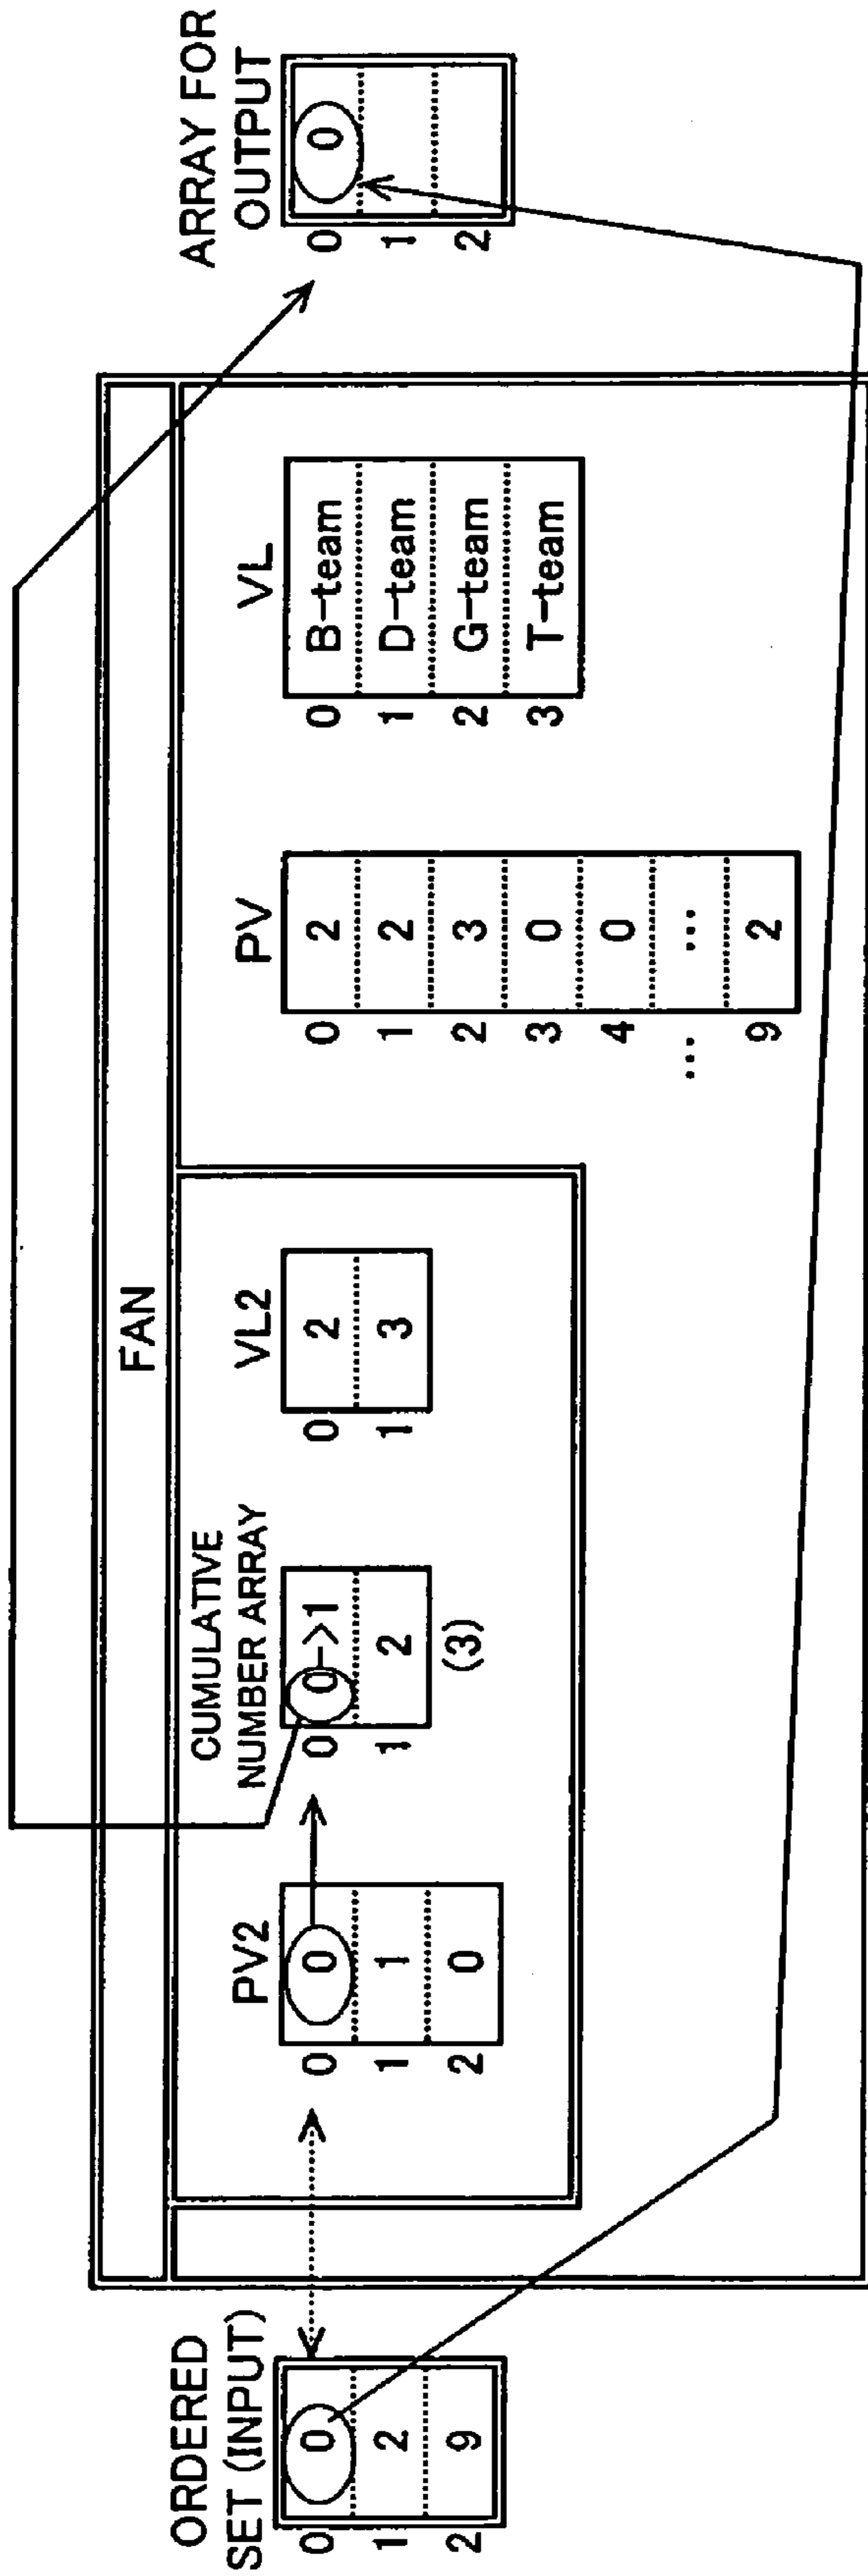 ORDERED
SET (INPUT)
0 0
1 2
2 9
FAN
PV2
0 0
1 1
2 0
CUMULATIVE
NUMBER ARRAY
0 0->1
1 2
(3)
VL2
0 2
1 3
PV
0 2
1 2
2 3
3 0
4 0
... ...
9 2
VL
0 B-team
1 D-team
2 G-team
3 T-team
ARRAY FOR
OUTPUT
0 0
1
2